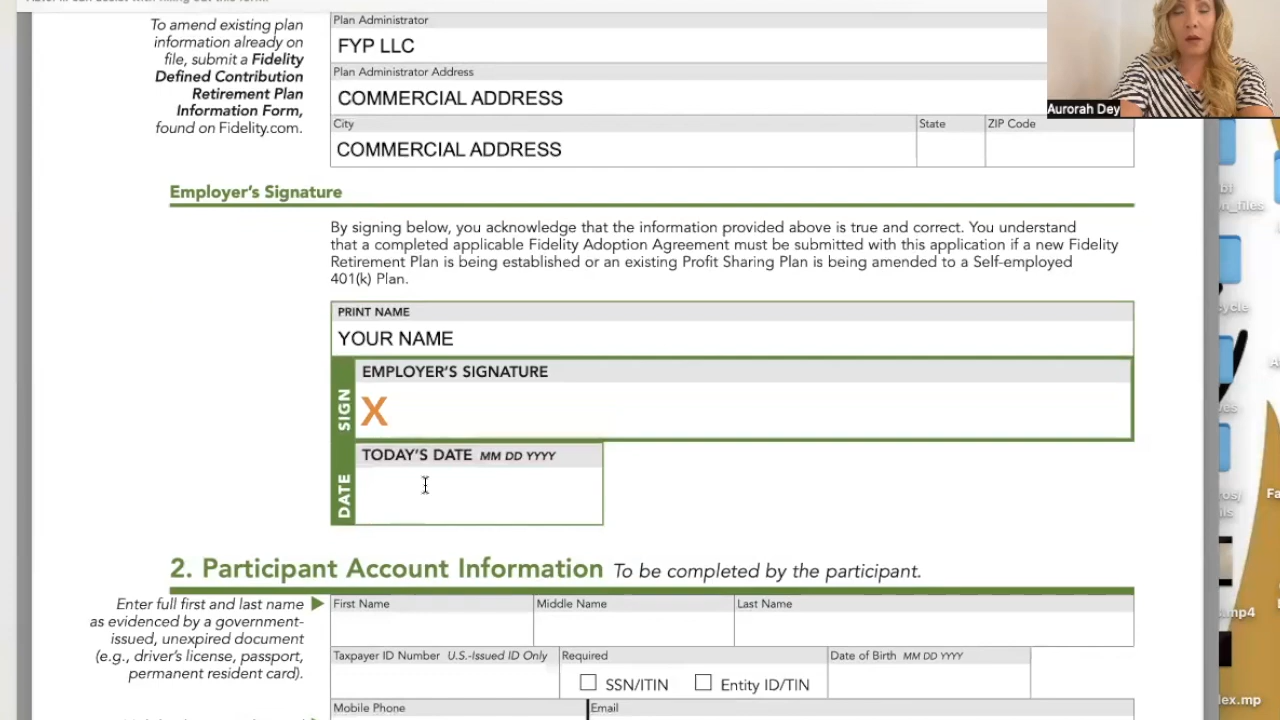 To amend existing plan
information already on
file, submit a Fidelity
Defined Contribution
Retirement Plan
Information Form,
found on Fidelity.com.
Plan Administrator
FYP LLC
Plan Administrator Address
COMMERCIAL ADDRESS
City
State
ZIP Code
COMMERCIAL ADDRESS
Aurorah Dey
Employer's Signature
By signing below, you acknowledge that the information provided above is true and correct. You understand
that a completed applicable Fidelity Adoption Agreement must be submitted with this application if a new Fidelity
Retirement Plan is being established or an existing Profit Sharing Plan is being amended to a Self-employed
401(k) Plan.
PRINT NAME
YOUR NAME
SIGN
EMPLOYER'S SIGNATURE
X
DATE
TODAY'S DATE MM DD YYYY
2. Participant Account Information To be completed by the participant.
Enter full first and last name
as evidenced by a government-
issued, unexpired document
(e.g., driver's license, passport,
permanent resident card).
First Name
Middle Name
Last Name
Taxpayer ID Number U.S.-Issued ID Only
Required
SSN/ITIN
Entity ID/TIN
Date of Birth MM DD YYYY
Mobile Phone
Email